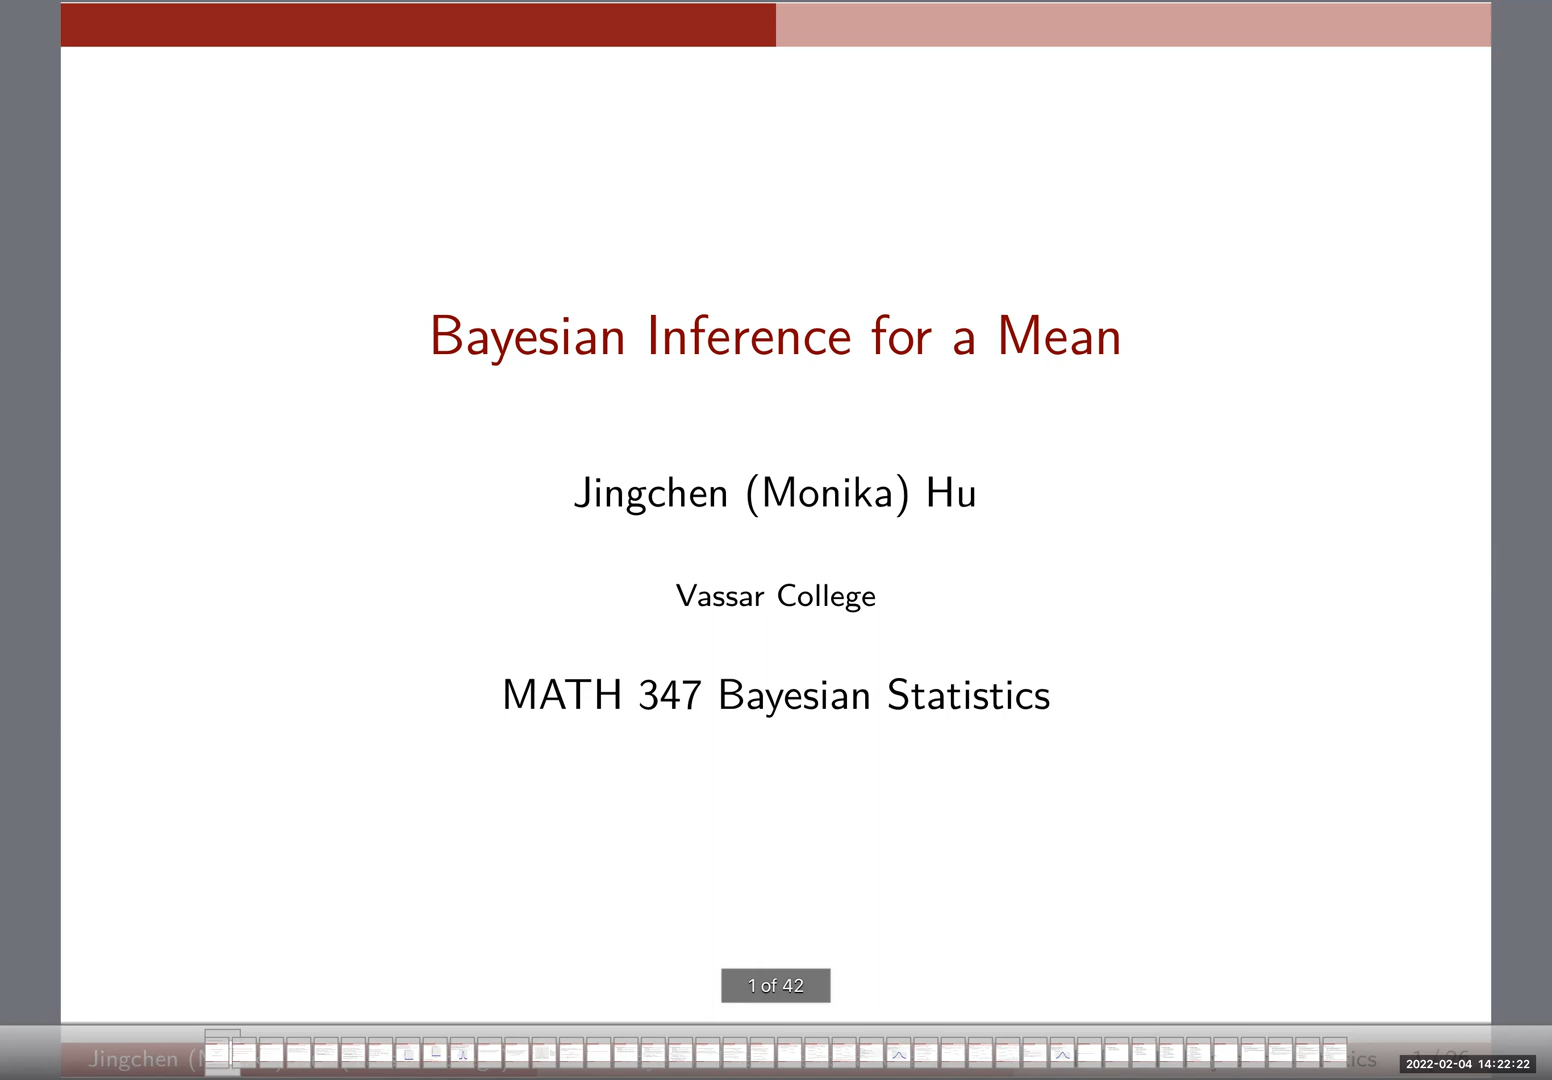 Bayesian Inference for a Mean
Jingchen (Monika) Hu
Vassar College
MATH 347 Bayesian Statistics
1 of 42
Jingchen
2022-02-04 14:22:22